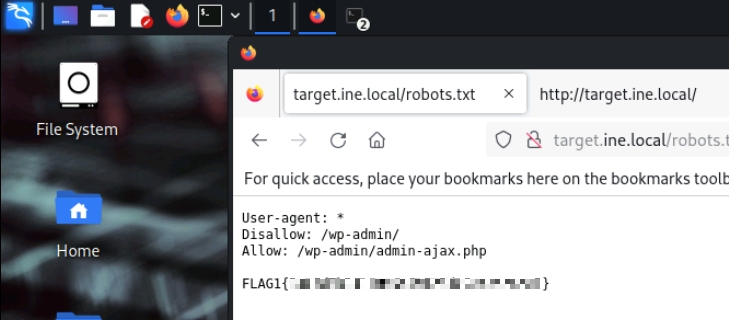 1
2
target.ine.local/robots.txt
http://target.ine.local/
File System
target.ine.local/robots.t
For quick access, place your bookmarks here on the bookmarks toolb
User-agent: *
Disallow: /wp-admin/
Home
Allow: /wp-admin/admin-ajax.php
FLAG1{ }